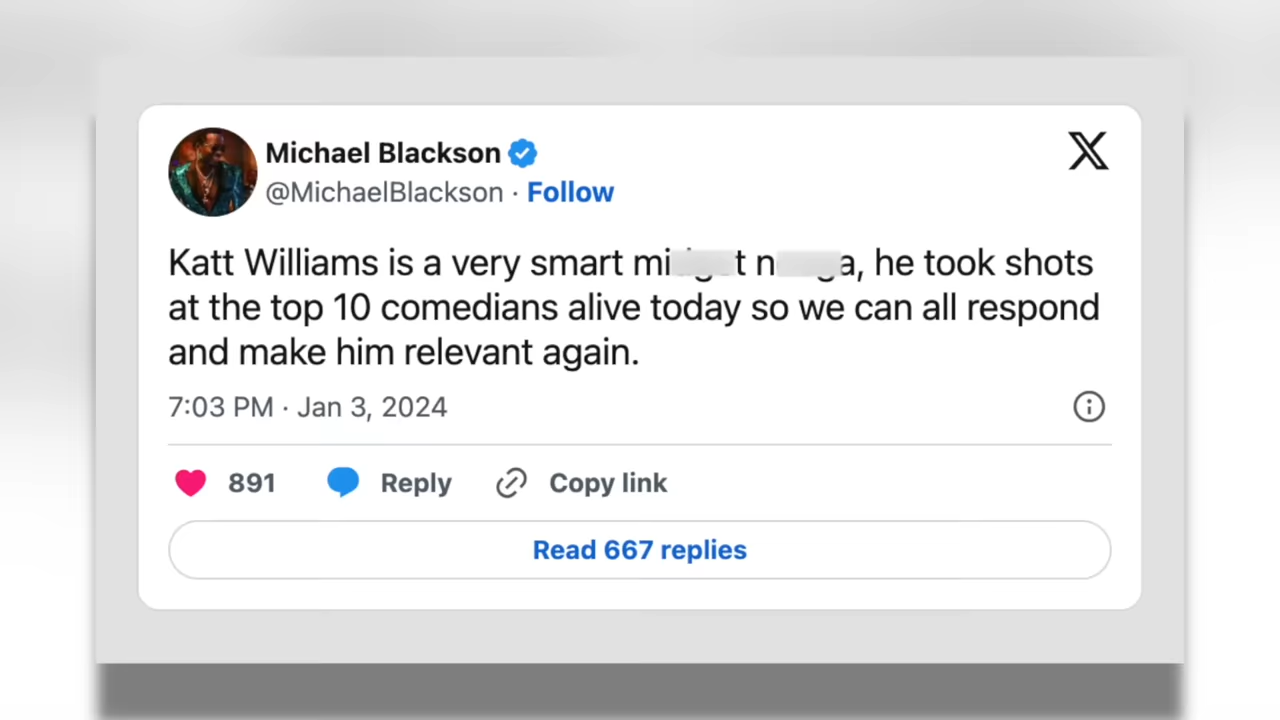 Michael Blackson
@MichaelBlackson · Follow
Katt Williams is a very smart he took shots
at the top 10 comedians alive today so we can all respond
and make him relevant again.
7:03 PM · Jan 3, 2024
891 Reply Copy link
Read 667 replies